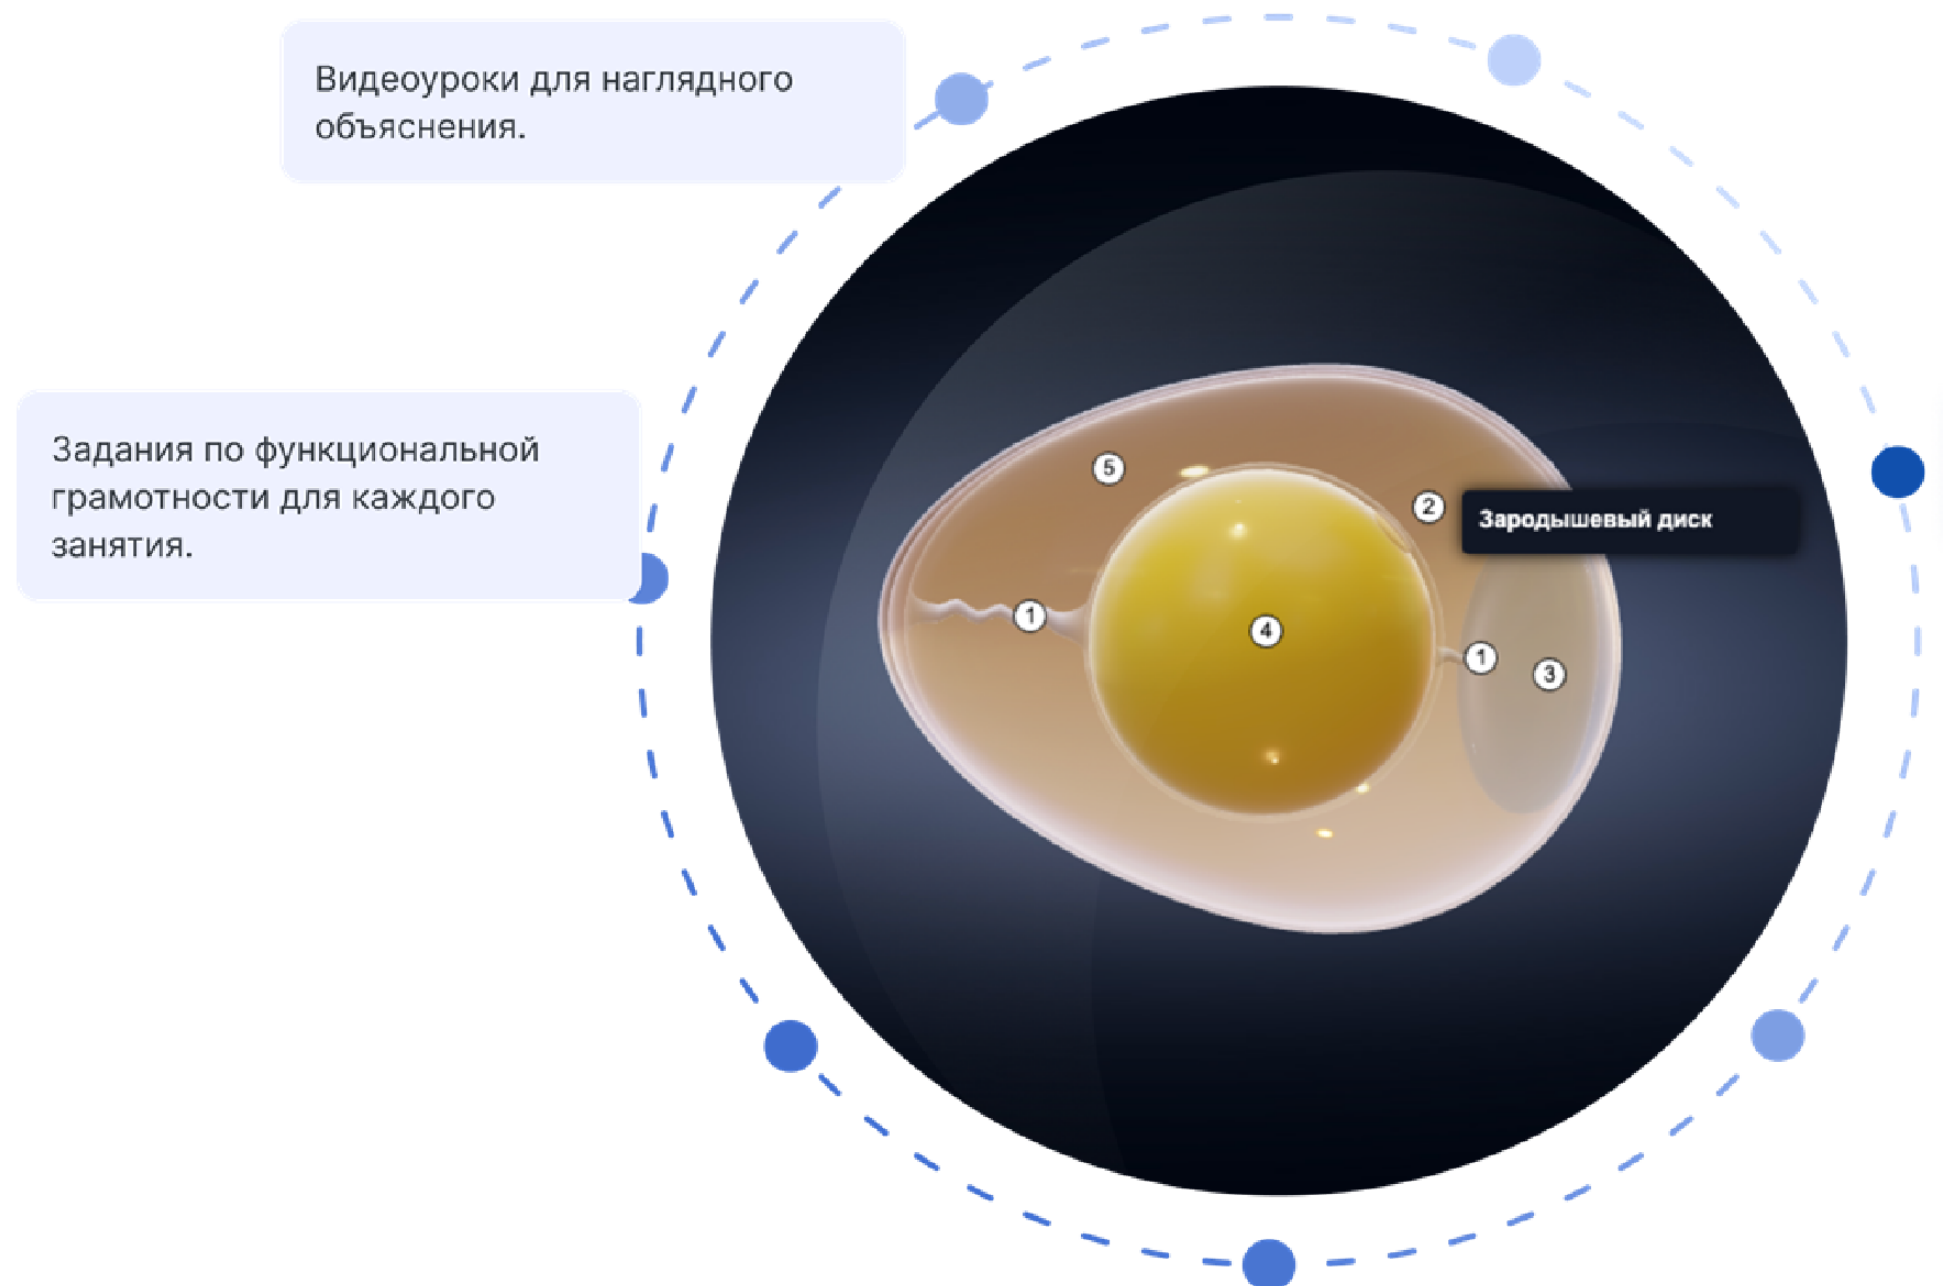 Видеоуроки для наглядного
объяснения.
Задания по функциональной
грамотности для каждого
занятия.
5
2
Зародышевый диск
1
4
1
3